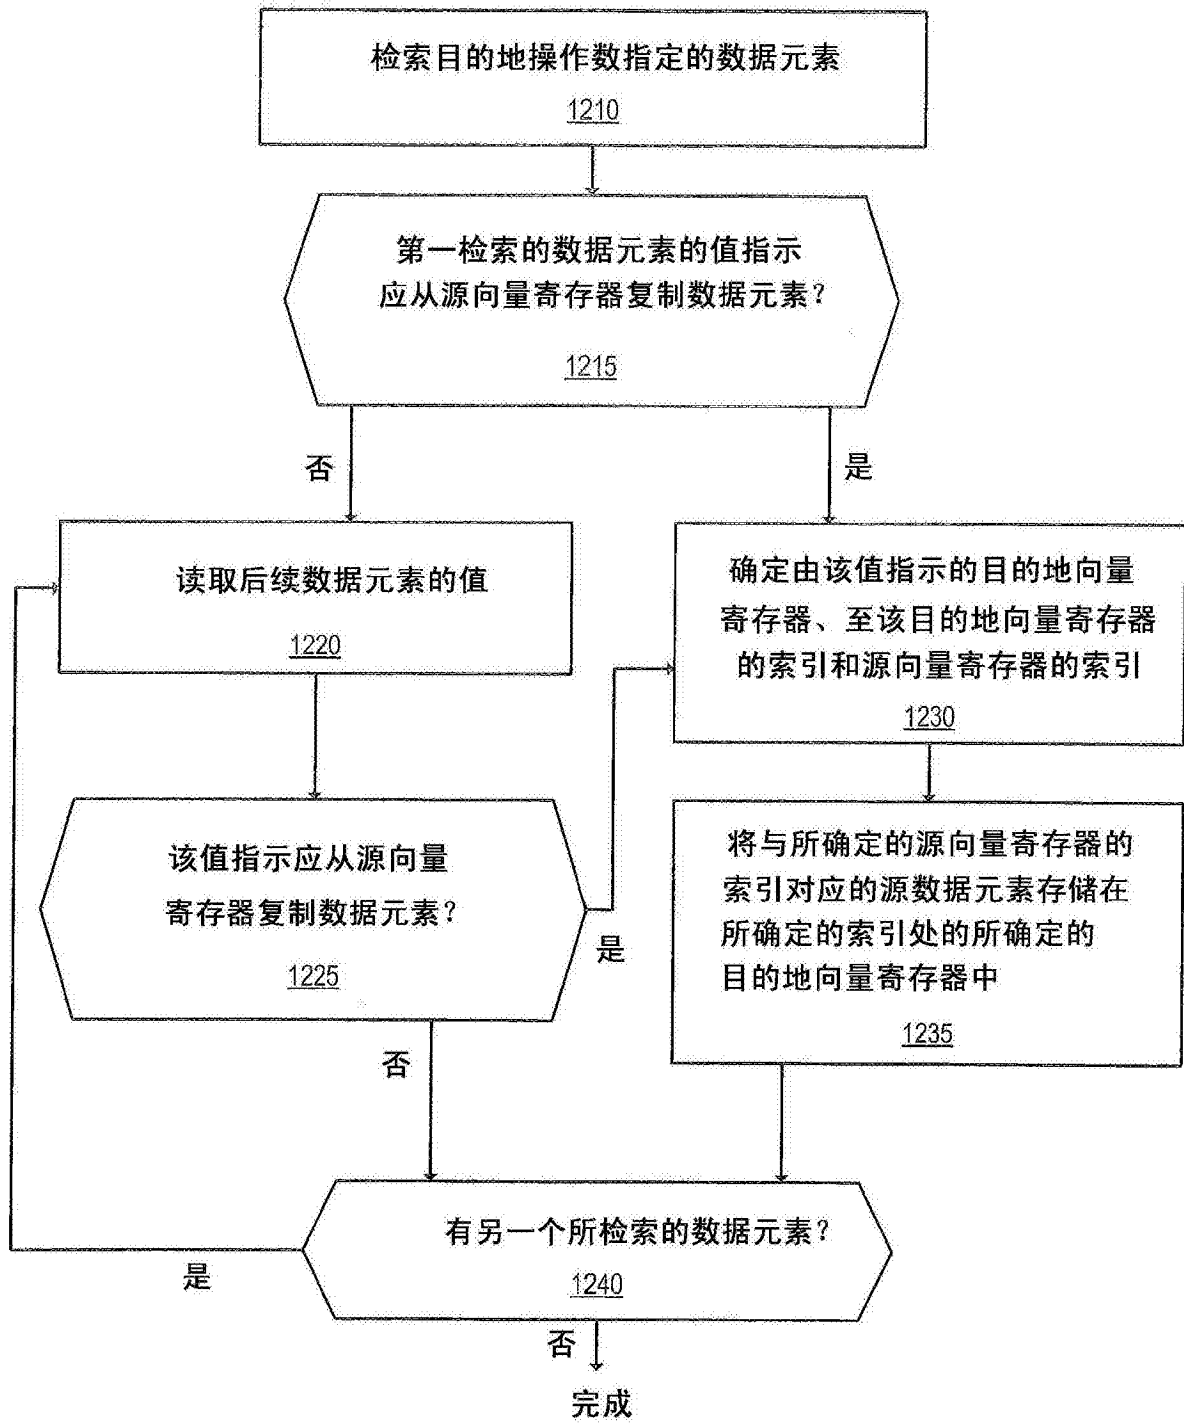 检索目的地操作数指定的数据元素
1210
第一检索的数据元素的值指示
应从源向量寄存器复制数据元素？
1215
否
是
读取后续数据元素的值
1220
确定由该值指示的目的地向量
寄存器、至该目的地向量寄存器
的索引和源向量寄存器的索引
1230
该值指示应从源向量
寄存器复制数据元素？
1225
是
否
将与所确定的源向量寄存器的
索引对应的源数据元素存储在
所确定的索引处的所确定的
目的地向量寄存器中
1235
有另一个所检索的数据元素？
1240
是
否
完成